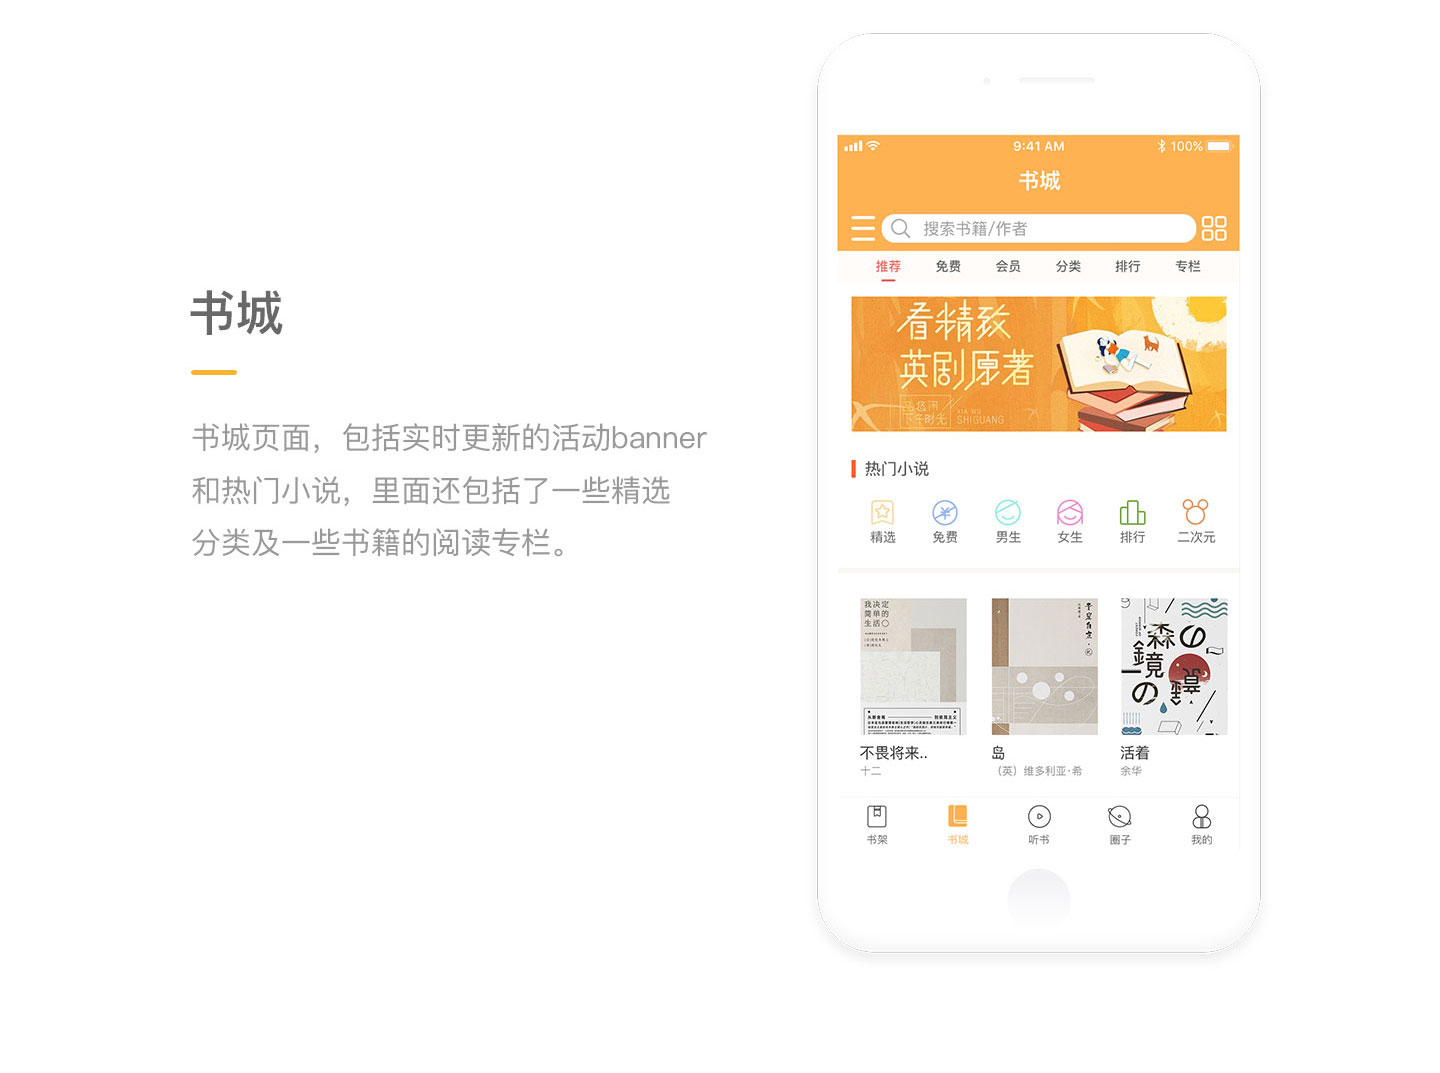 书城
书城页面，包括实时更新的活动banner
和热门小说，里面还包括了一些精选
分类及一些书籍的阅读专栏。
9:41 AM
100%
书城
搜索书籍/作者
推荐 免费 会员 分类 排行 专栏
看精致
英剧原著
品悠闲
下午时光
XIA WU
SHIGUANG
热门小说
精选 免费 男生 女生 排行 二次元
我决定
简单的
生活
森の
鏡
の
不畏将来.. 岛 活着
十二 （英）维多利亚·希 余华
书架 书城 听书 圈子 我的